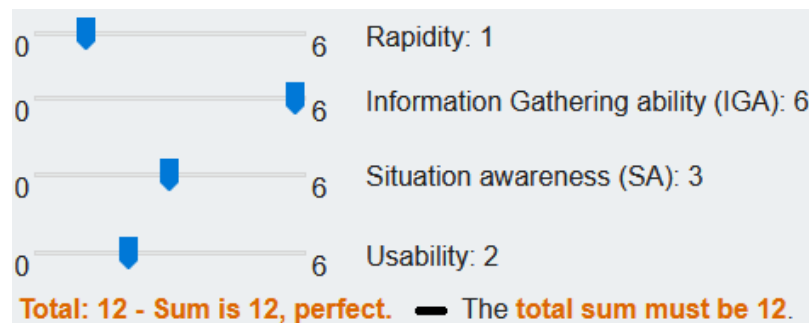 0 6 Rapidity: 1
0 6 Information Gathering ability (IGA): 6
0 6 Situation awareness (SA): 3
0 6 Usability: 2
Total: 12 - Sum is 12, perfect. — The total sum must be 12.